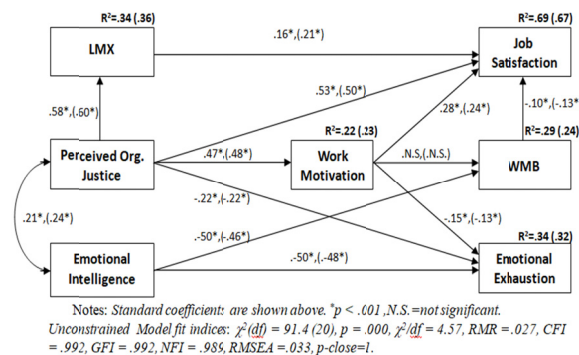 R²=.34 (.36)
R²=.69 (.67)
LMX
.16*,(.21*)
Job
Satisfaction
.58*,(.60*)
.53*,(.50*)
.28*,(.24*)
-.10*,(-.13*
R²=.22 (.23)
R²=.29 (.24)
Perceived Org.
Justice
.47*,(.48*)
Work
Motivation
.N.S,(.N.S.)
WMB
-.22*,(-.22*)
.21*,(.24*)
-.50*,(-.46*)
-.15*,(-.13*)
R²=.34 (.32)
Emotional
Intelligence
-.50*,(-.48*)
Emotional
Exhaustion
Notes: Standard coefficient: are shown above. *p < .001 ,N.S.=not significant.
Unconstrained Model fit indices: χ²(df) = 91.4 (20), p = .000, χ²/df = 4.57, RMR =.027, CFI
= .992, GFI = .992, NFI = .989, RMSEA =.033, p-close=1.